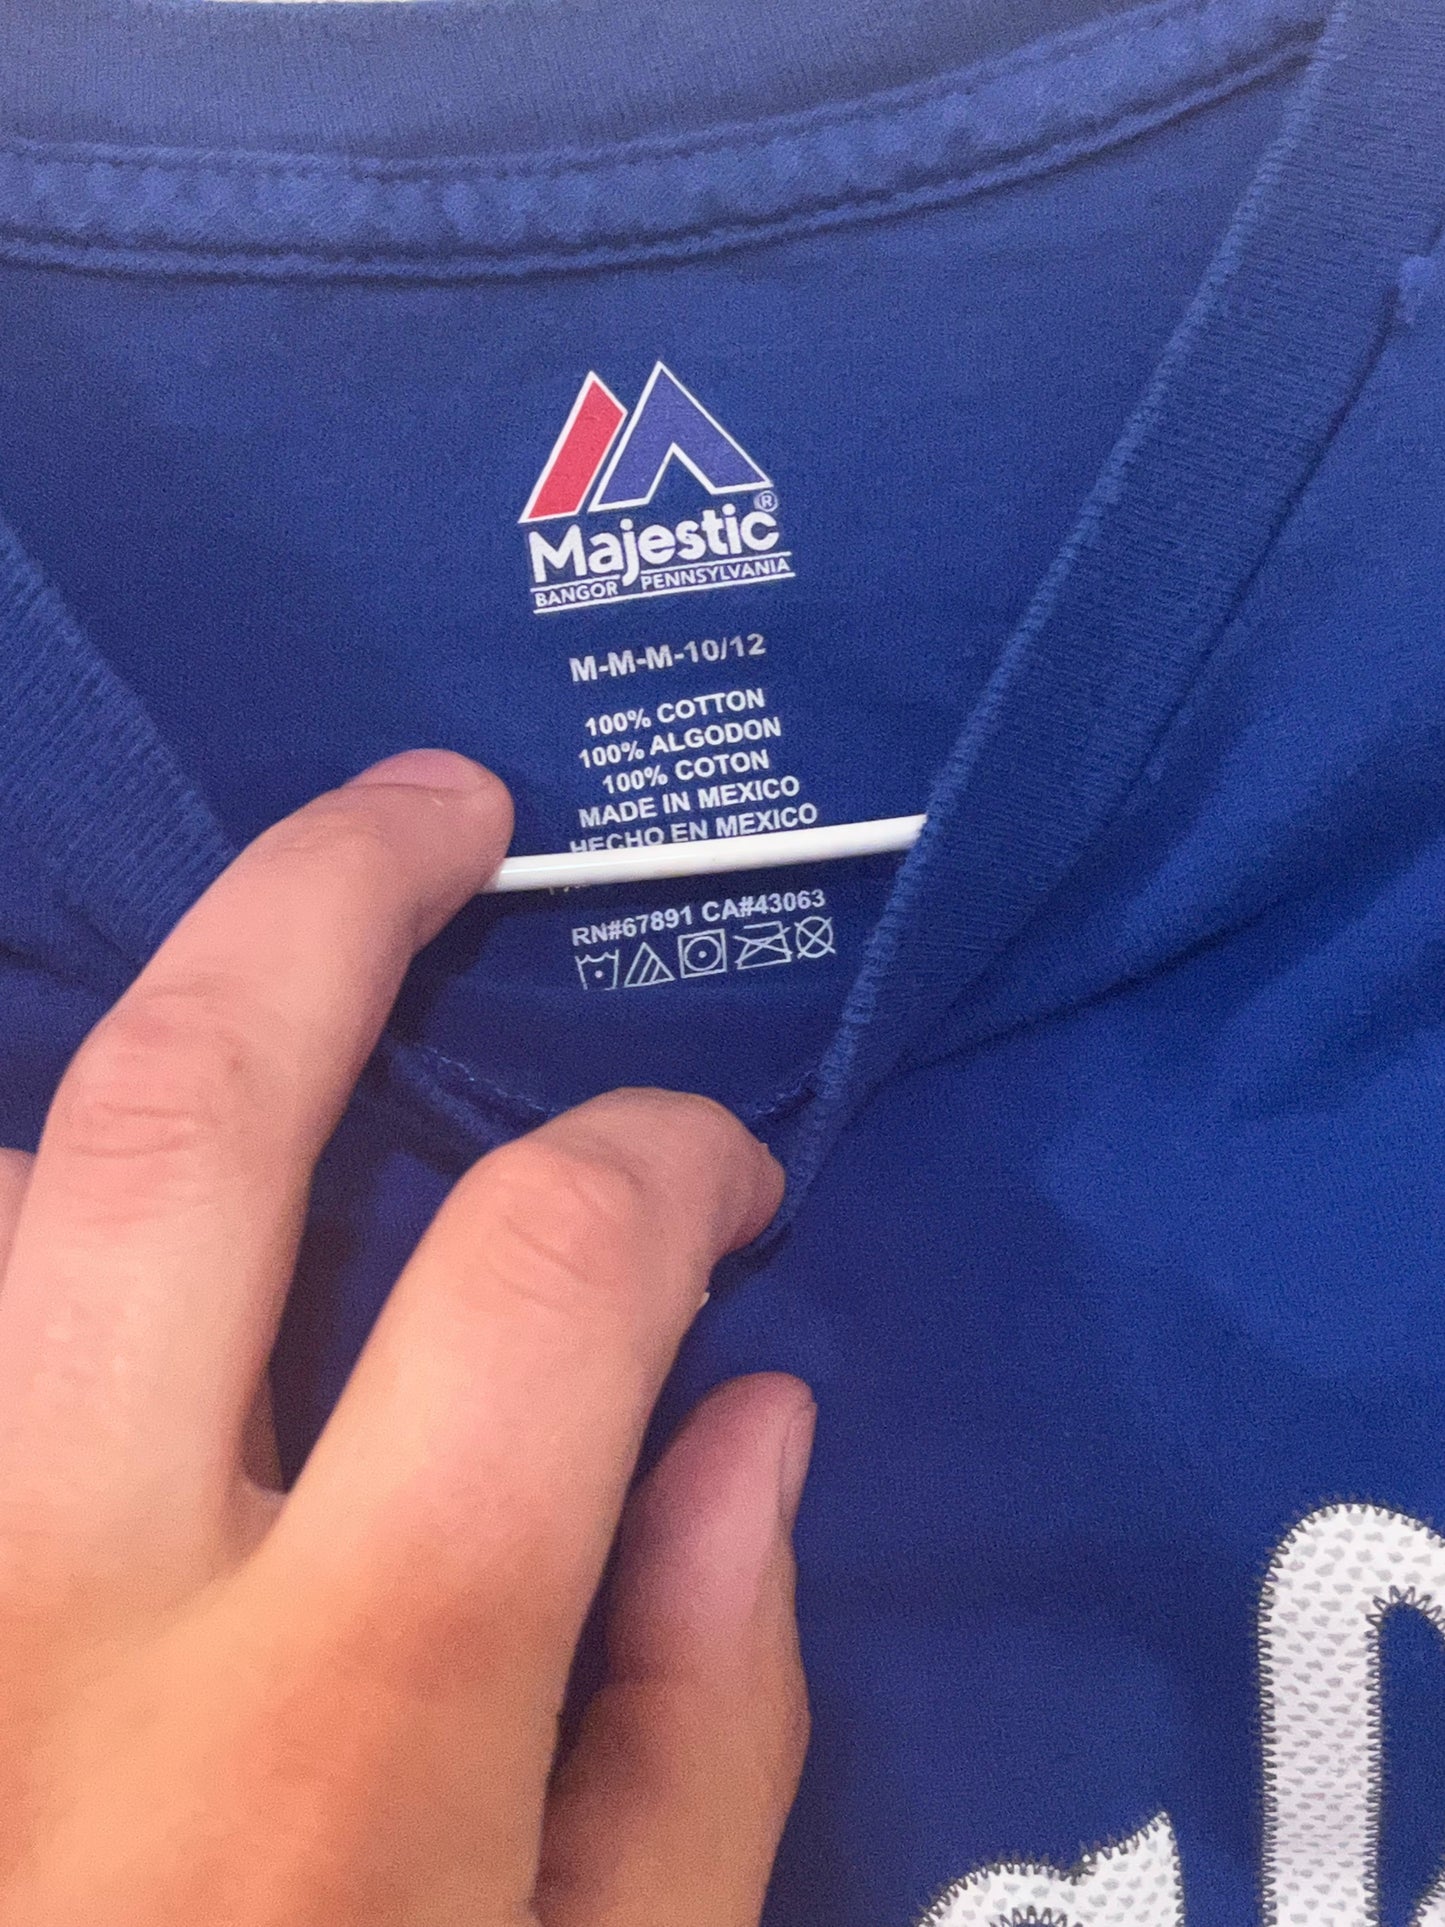 Majestic®
BANGOR PENNSYLVANIA
M-M-M-10/12
100% COTTON
100% ALGODON
100% COTON
MADE IN MEXICO
HECHO EN MEXICO
RN#67891 CA#43063